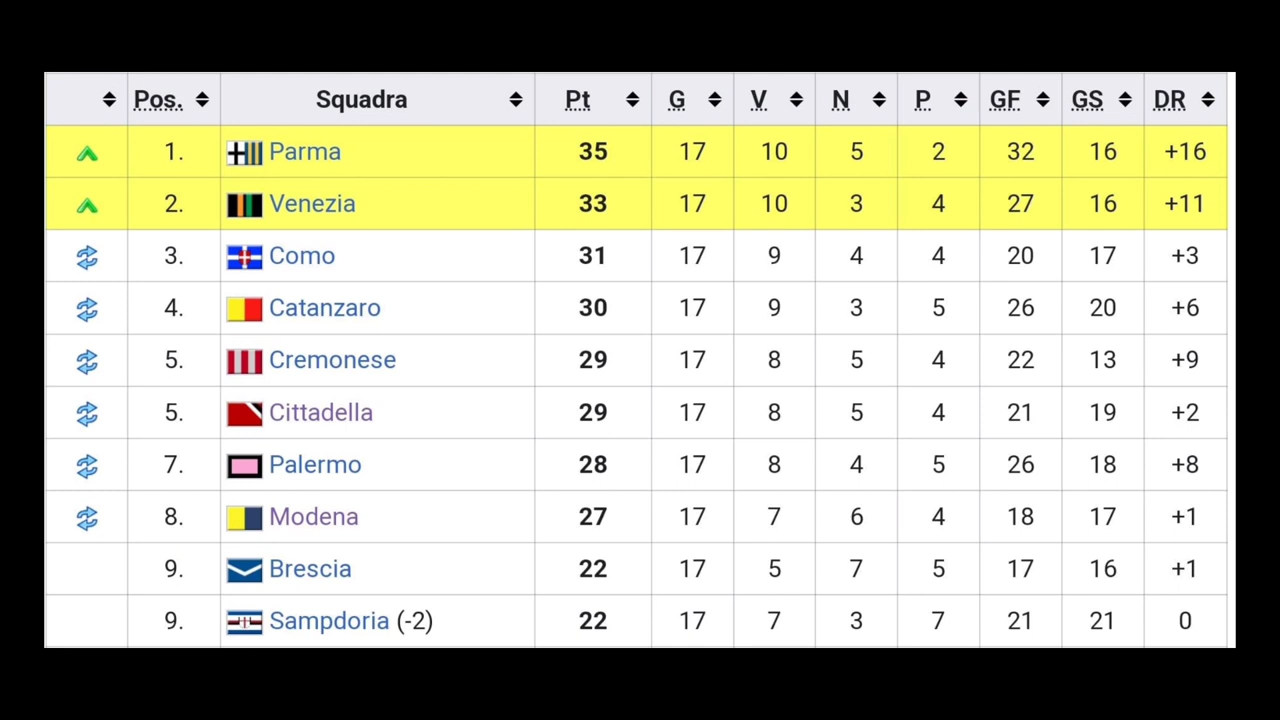 Pos. Squadra Pt G V N P GF GS DR
1. Parma 35 17 10 5 2 32 16 +16
2. Venezia 33 17 10 3 4 27 16 +11
3. Como 31 17 9 4 4 20 17 +3
4. Catanzaro 30 17 9 3 5 26 20 +6
5. Cremonese 29 17 8 5 4 22 13 +9
5. Cittadella 29 17 8 5 4 21 19 +2
7. Palermo 28 17 8 4 5 26 18 +8
8. Modena 27 17 7 6 4 18 17 +1
9. Brescia 22 17 5 7 5 17 16 +1
9. Sampdoria (-2) 22 17 7 3 7 21 21 0